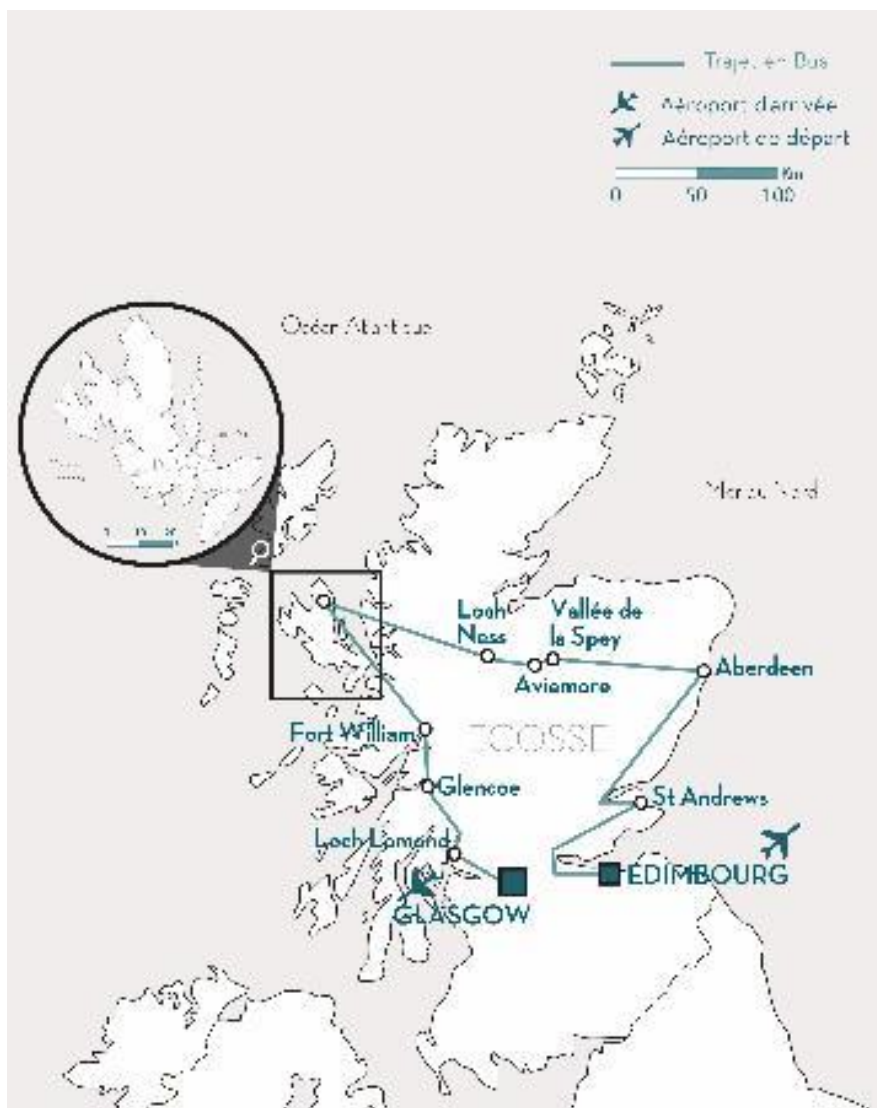 Trajet en Bus
Aéroport d'arrivée
Aéroport de départ
Km
0 50 100
Océan Atlantique
Mer du Nord
Loch
Ness
Vallée de
la Spey
Aviemore
Aberdeen
Fort William
ECOSSE
Glencoe
St Andrews
Loch Lomond
EDIMBOURG
GLASGOW